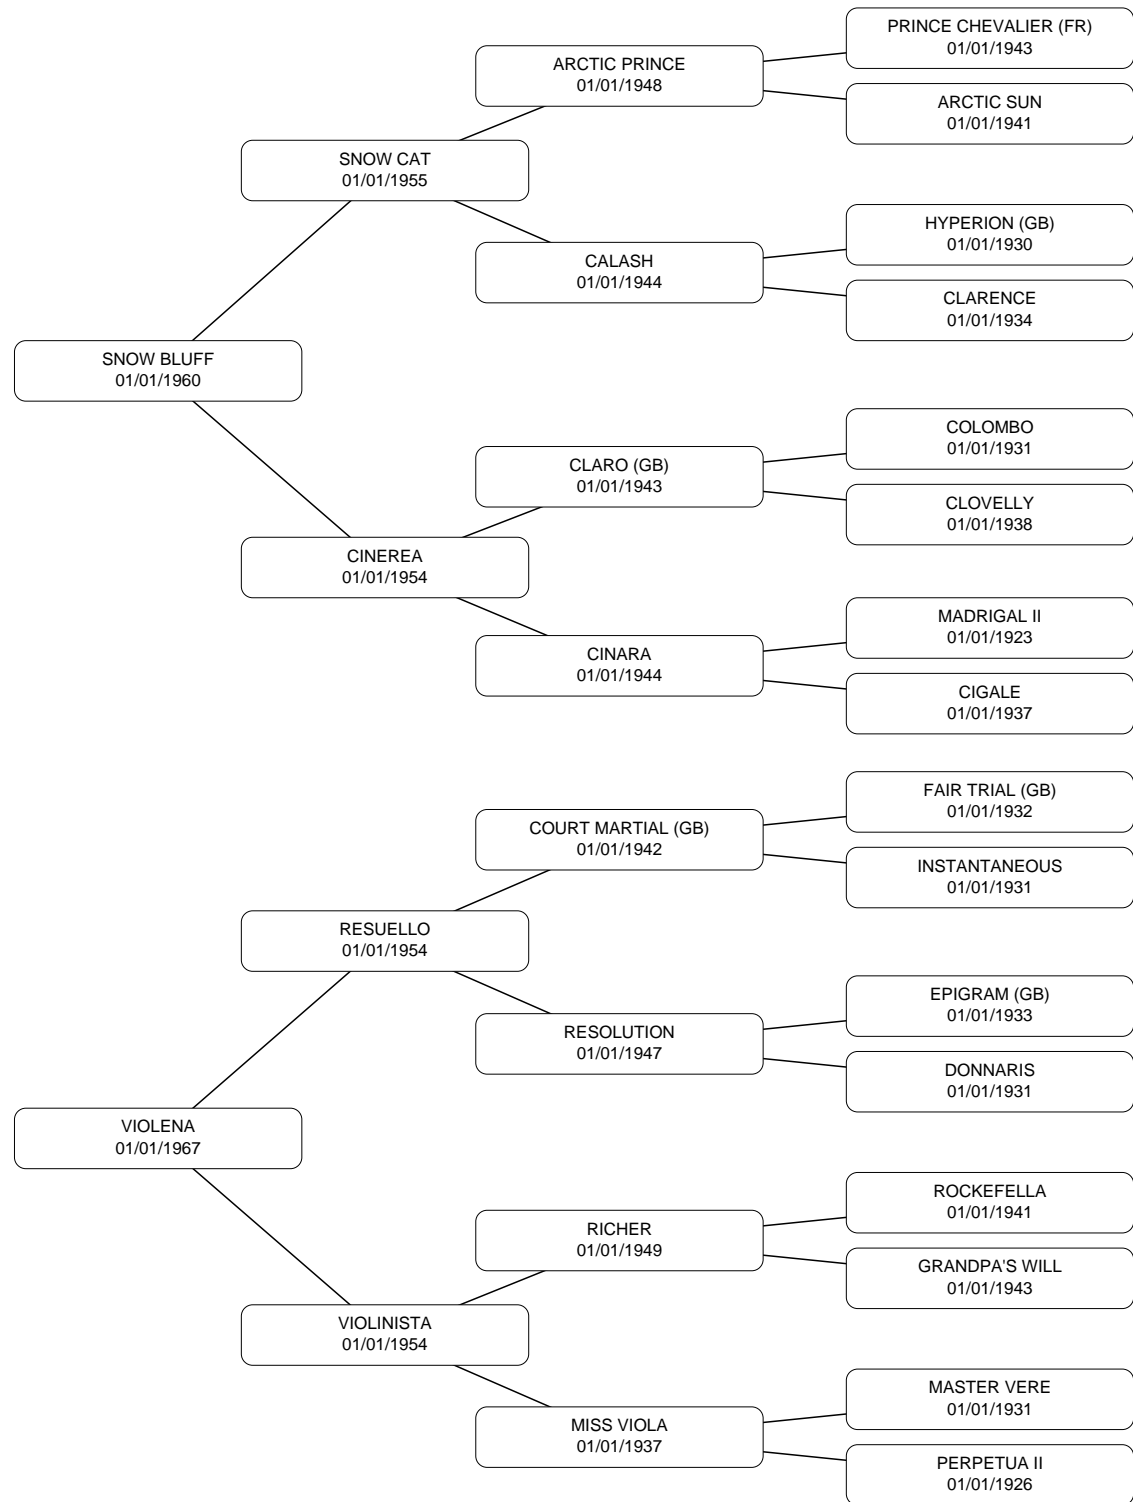 PRINCE CHEVALIER (FR)
01/01/1943
ARCTIC PRINCE
01/01/1948
ARCTIC SUN
01/01/1941
SNOW CAT
01/01/1955
HYPERION (GB)
01/01/1930
CALASH
01/01/1944
CLARENCE
01/01/1934
SNOW BLUFF
01/01/1960
COLOMBO
01/01/1931
CLARO (GB)
01/01/1943
CLOVELLY
01/01/1938
CINEREA
01/01/1954
MADRIGAL II
01/01/1923
CINARA
01/01/1944
CIGALE
01/01/1937
FAIR TRIAL (GB)
01/01/1932
COURT MARTIAL (GB)
01/01/1942
INSTANTANEOUS
01/01/1931
RESUELLO
01/01/1954
EPIGRAM (GB)
01/01/1933
RESOLUTION
01/01/1947
DONNARIS
01/01/1931
VIOLENA
01/01/1967
ROCKEFELLA
01/01/1941
RICHER
01/01/1949
GRANDPA'S WILL
01/01/1943
VIOLINISTA
01/01/1954
MASTER VERE
01/01/1931
MISS VIOLA
01/01/1937
PERPETUA II
01/01/1926